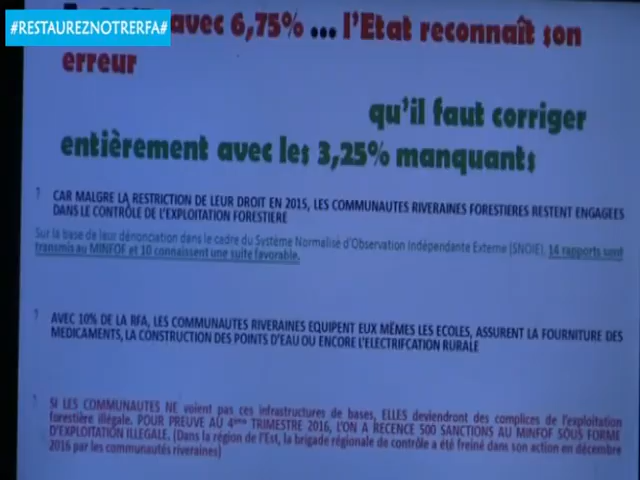 #RESTAUREZNOTRERFA#
avec 6,75% ... l'Etat reconnaît son
erreur
qu'il faut corriger
entièrement avec les 3,25% manquants
CAR MALGRE LA RESTRICTION DE LEUR DROIT EN 2015, LES COMMUNAUTES RIVERAINES FORESTIERES RESTENT ENGAGEES
DANS LE CONTRÔLE DE L'EXPLOITATION FORESTIERE
Sur la base de leur dénonciation dans le cadre du Système Normalisé d'Observation Indépendante Externe (SNOIE), 14 rapports sont
transmis au MINFOF et 10 connaissent une suite favorable.
AVEC 10% DE LA RFA, LES COMMUNAUTES RIVERAINES EQUIPENT EUX MÊMES LES ECOLES, ASSURENT LA FOURNITURE DES
MEDICAMENTS, LA CONSTRUCTION DES POINTS D'EAU OU ENCORE L'ELECTRIFCATION RURALE
SI LES COMMUNAUTES NE voient pas ces infrastructures de bases, ELLES deviendront des complices de l'exploitation
forestière illégale. POUR PREUVE AU 4ème TRIMESTRE 2016, L'ON A RECENCE 500 SANCTIONS AU MINFOF SOUS FORME
D'EXPLOITATION ILLEGALE. (Dans la région de l'Est, la brigade régionale de contrôle a été freiné dans son action en décembre
2016 par les communautés riveraines)